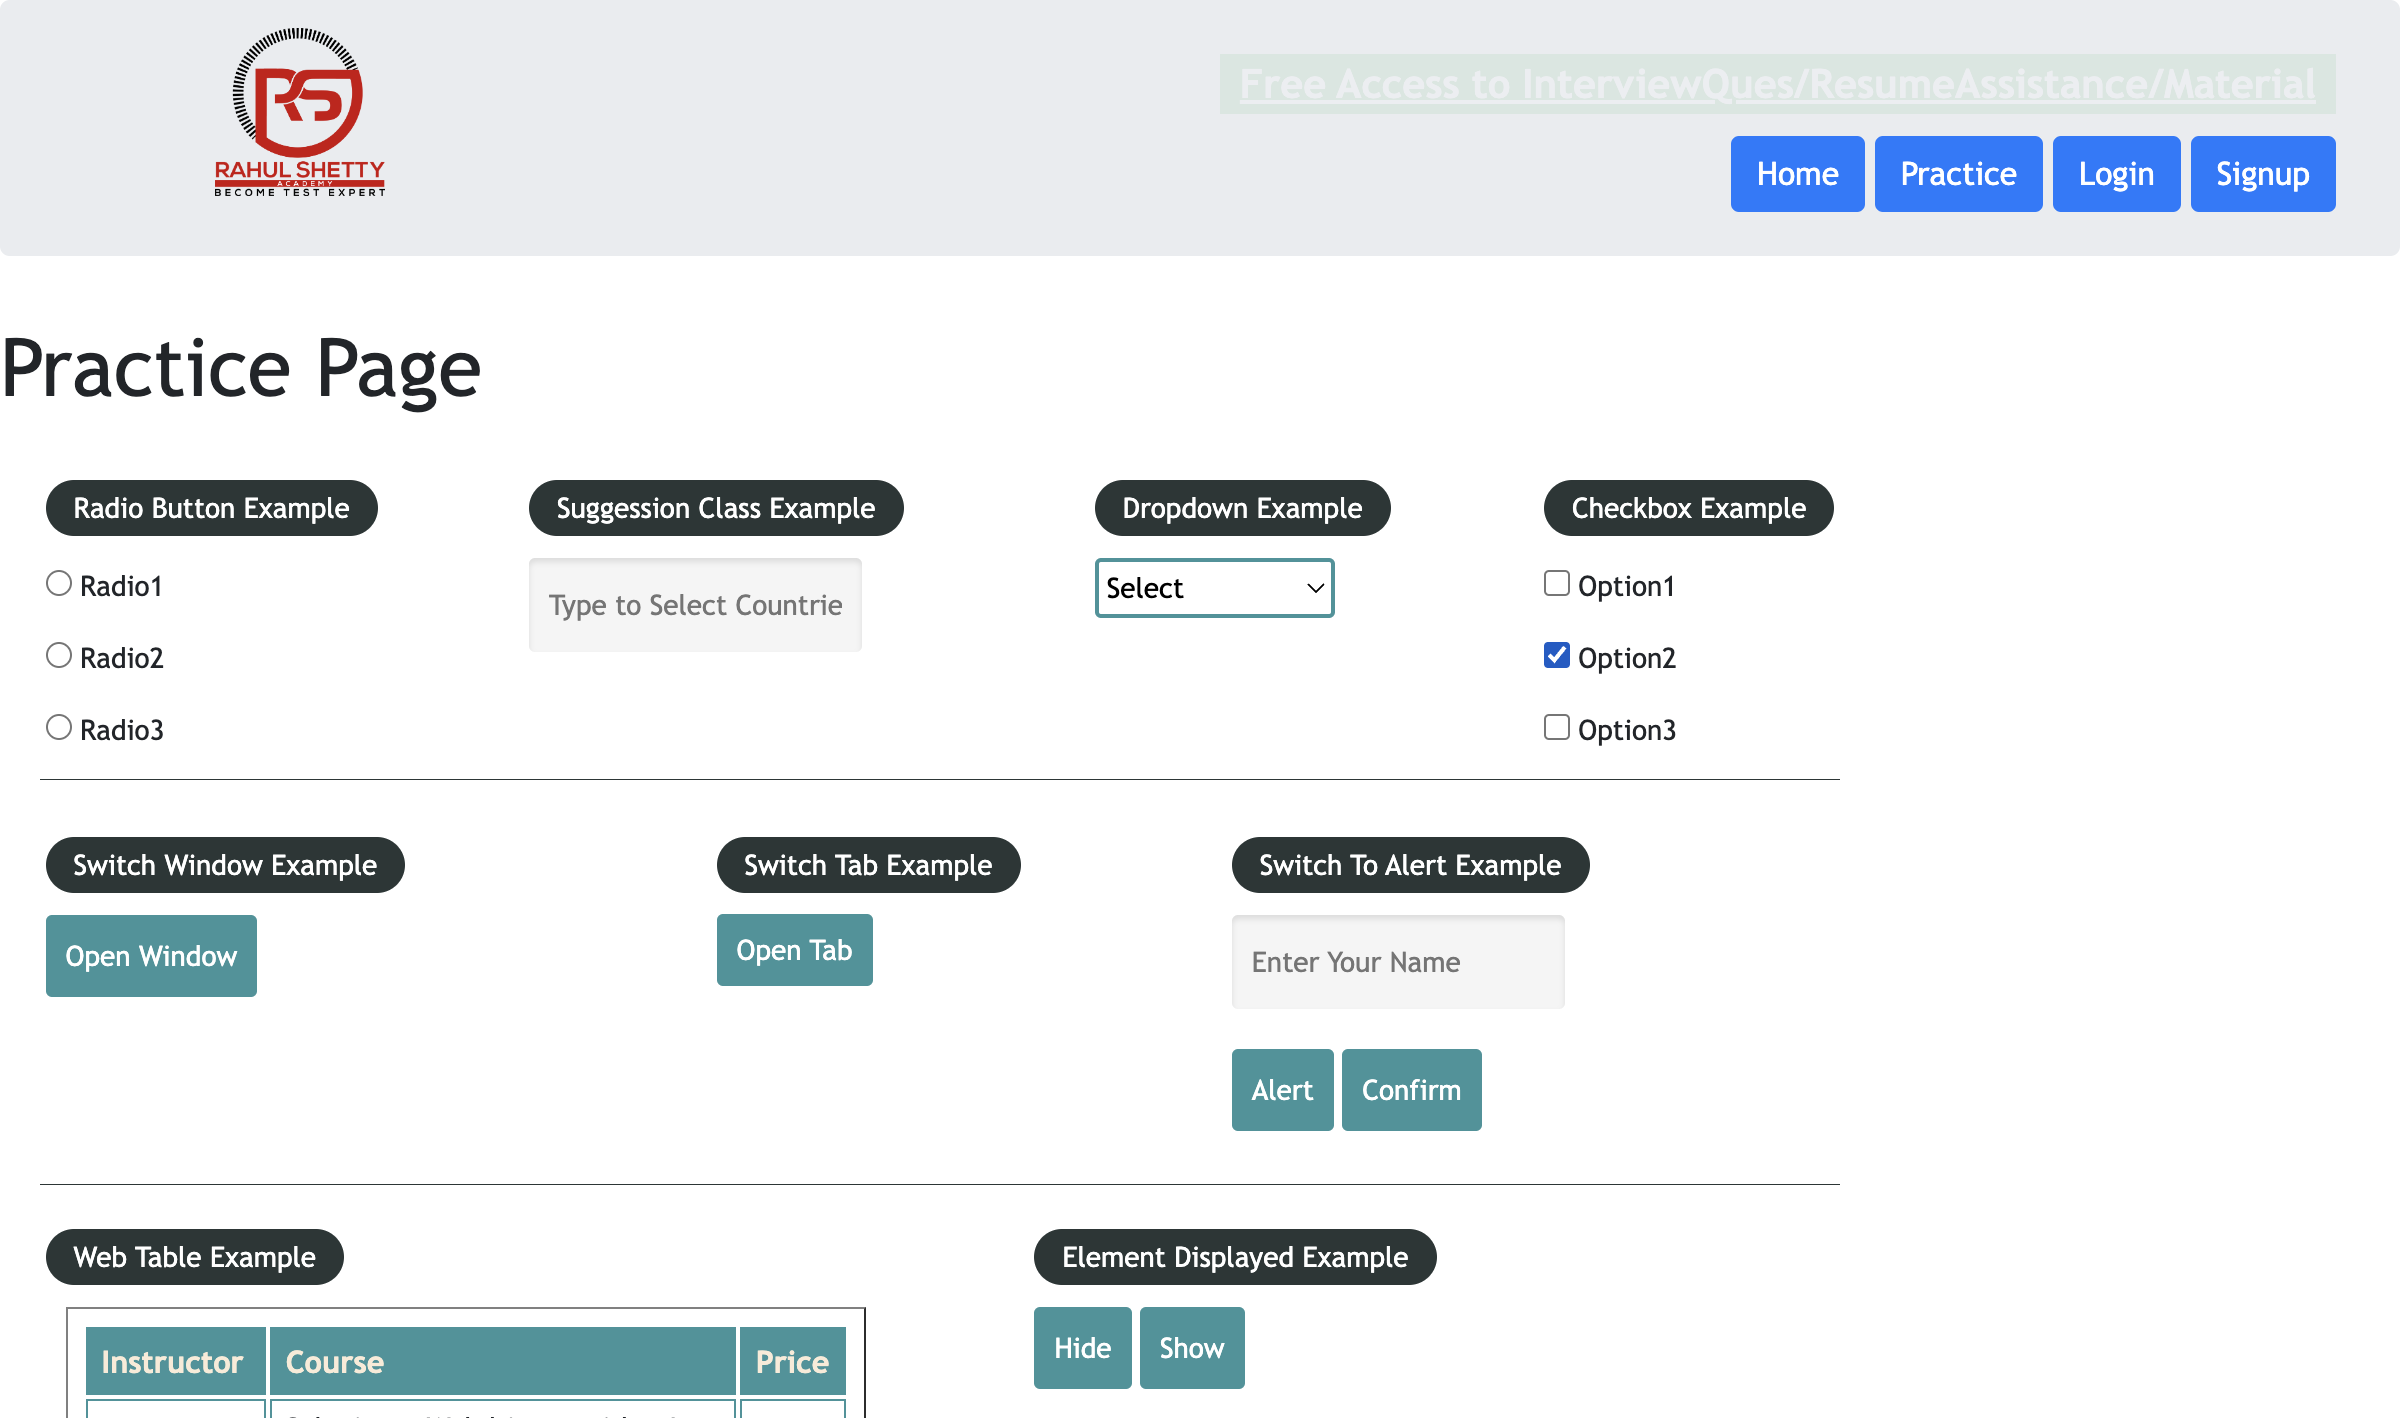 RAHUL SHETTY
ACADEMY
BECOME TEST EXPERT
Free Access to InterviewQues/ResumeAssistance/Material
Home Practice Login Signup
Practice Page
Radio Button Example Suggession Class Example Dropdown Example Checkbox Example
Radio1 Type to Select Countrie Select Option1
Radio2 Option2
Radio3 Option3
Switch Window Example Switch Tab Example Switch To Alert Example
Open Window Open Tab Enter Your Name
Alert Confirm
Web Table Example Element Displayed Example
Hide Show
Instructor Course Price